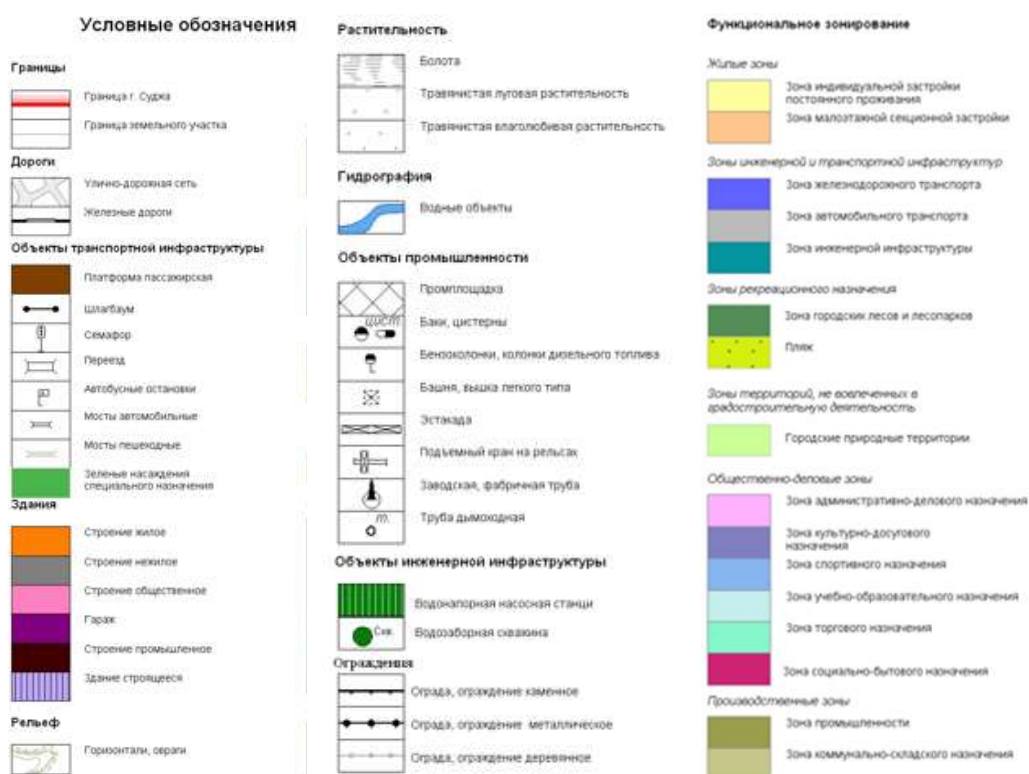 Условные обозначения
Границы
Граница г. Суджа
Граница земельного участка
Дороги
Улично-дорожная сеть
Железные дороги
Объекты транспортной инфраструктуры
Платформа пассажирская
Шлагбаум
Семафор
Переезд
Автобусные остановки
Мосты автомобильные
Мосты пешеходные
Зеленые насаждения
специального назначения
Здания
Строение жилое
Строение нежилое
Строение общественное
Гараж
Строение промышленное
Здание строящееся
Рельеф
Горизонтали, овраги
Растительность
Болота
Травянистая луговая растительность
Травянистая влаголюбивая растительность
Гидрография
Водные объекты
Объекты промышленности
Промплощадка
цист.
Баки, цистерны
Бензоколонки, колонки дизельного топлива
Башня, вышка легкого типа
Эстакада
Подъемный кран на рельсах
Заводская, фабричная труба
т.
Труба дымоходная
Объекты инженерной инфраструктуры
Водонапорная насосная станци
Скв.
Водозаборная скважина
Ограждения
Ограда, ограждение каменное
Ограда, ограждение металлическое
Ограда, ограждение деревянное
Функциональное зонирование
Жилые зоны
Зона индивидуальной застройки
постоянного проживания
Зона малоэтажной секционной застройки
Зоны инженерной и транспортной инфраструктур
Зона железнодорожного транспорта
Зона автомобильного транспорта
Зона инженерной инфраструктуры
Зоны рекреационного назначения
Зона городских лесов и лесопарков
Пляж
Зоны территорий, не вовлеченных в
градостроительную деятельность
Городские природные территории
Общественно-деловые зоны
Зона административно-делового назначения
Зона культурно-досугового
назначения
Зона спортивного назначения
Зона учебно-образовательного назначения
Зона торгового назначения
Зона социально-бытового назначения
Производственные зоны
Зона промышленности
Зона коммунально-складского назначения